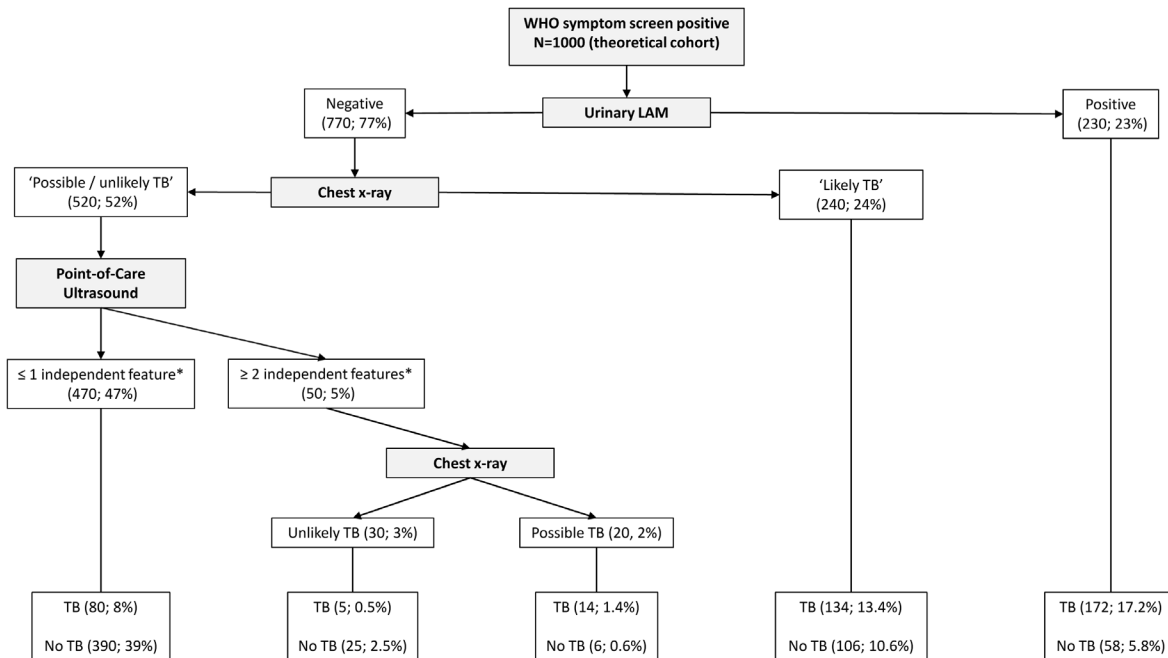 WHO symptom screen positive
N=1000 (theoretical cohort)
Negative
(770; 77%)
Urinary LAM
Positive
(230; 23%)
‘Possible / unlikely TB’
(520; 52%)
Chest x-ray
‘Likely TB’
(240; 24%)
Point-of-Care
Ultrasound
≤ 1 independent feature*
(470; 47%)
≥ 2 independent features*
(50; 5%)
Chest x-ray
Unlikely TB (30; 3%)
Possible TB (20, 2%)
TB (80; 8%)
No TB (390; 39%)
TB (5; 0.5%)
No TB (25; 2.5%)
TB (14; 1.4%)
No TB (6; 0.6%)
TB (134; 13.4%)
No TB (106; 10.6%)
TB (172; 17.2%)
No TB (58; 5.8%)